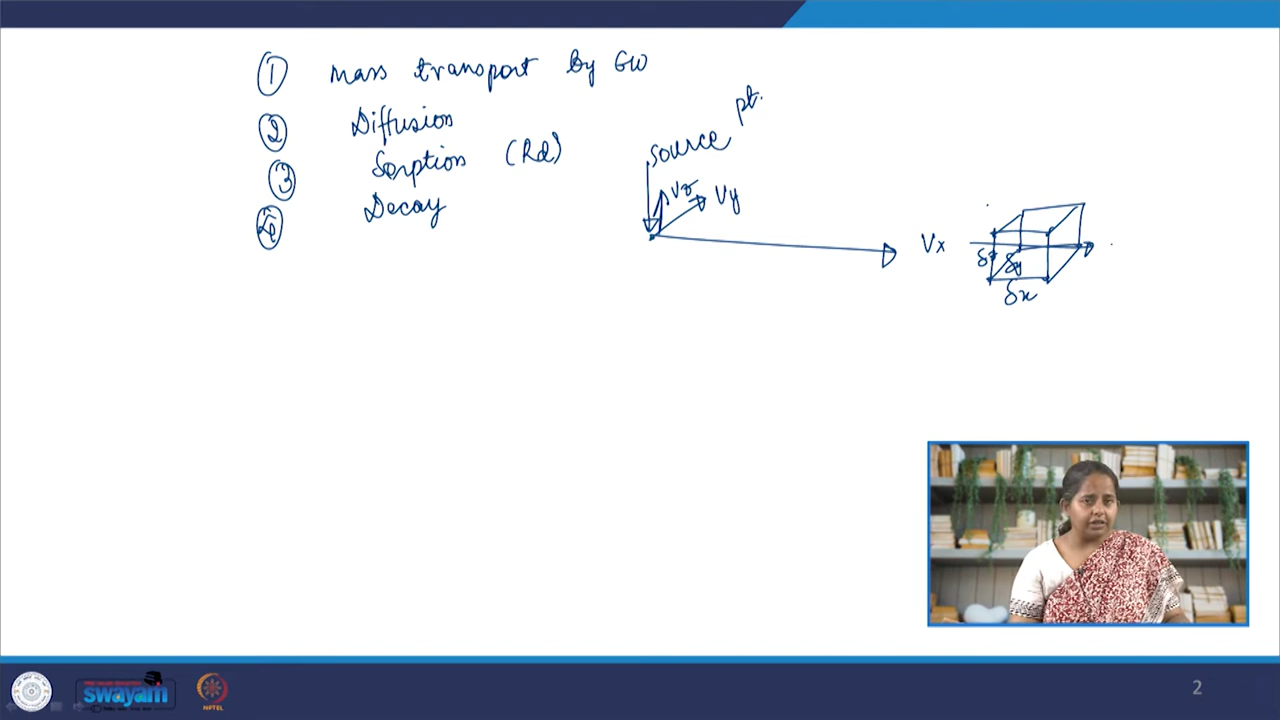 ① mass transport by GW
② Diffusion
③ Sorption (Rd)
④ Decay
source pt.
Vz
Vy
Vx
δz
δy
δx
swayam
NPTEL
2